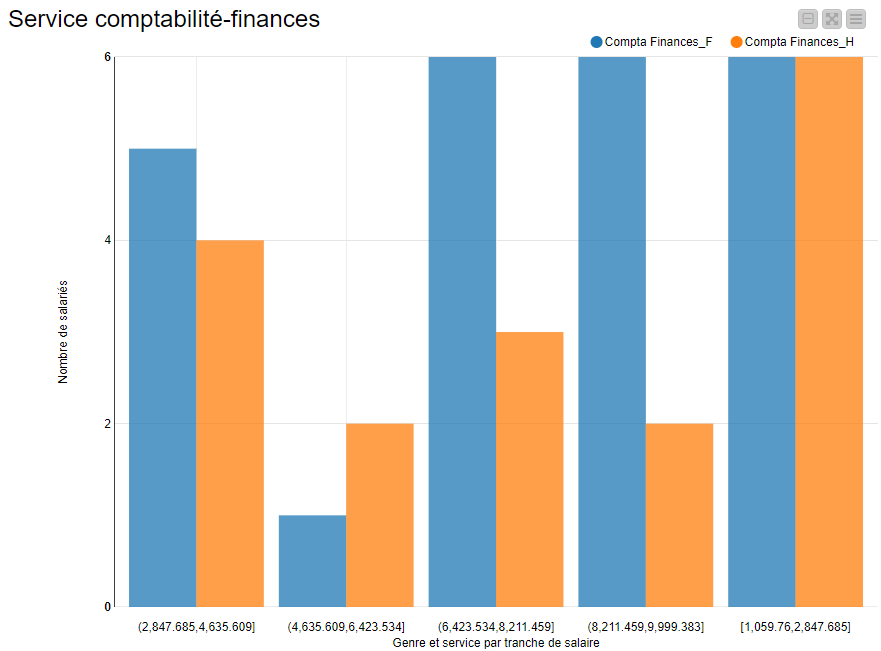 Service comptabilité-finances
Compta Finances_F
Compta Finances_H
6
4
2
0
Nombre de salariés
(2,847.685,4,635.609]
(4,635.609,6,423.534]
(6,423.534,8,211.459]
(8,211.459,9,999.383]
[1,059.76,2,847.685]
Genre et service par tranche de salaire